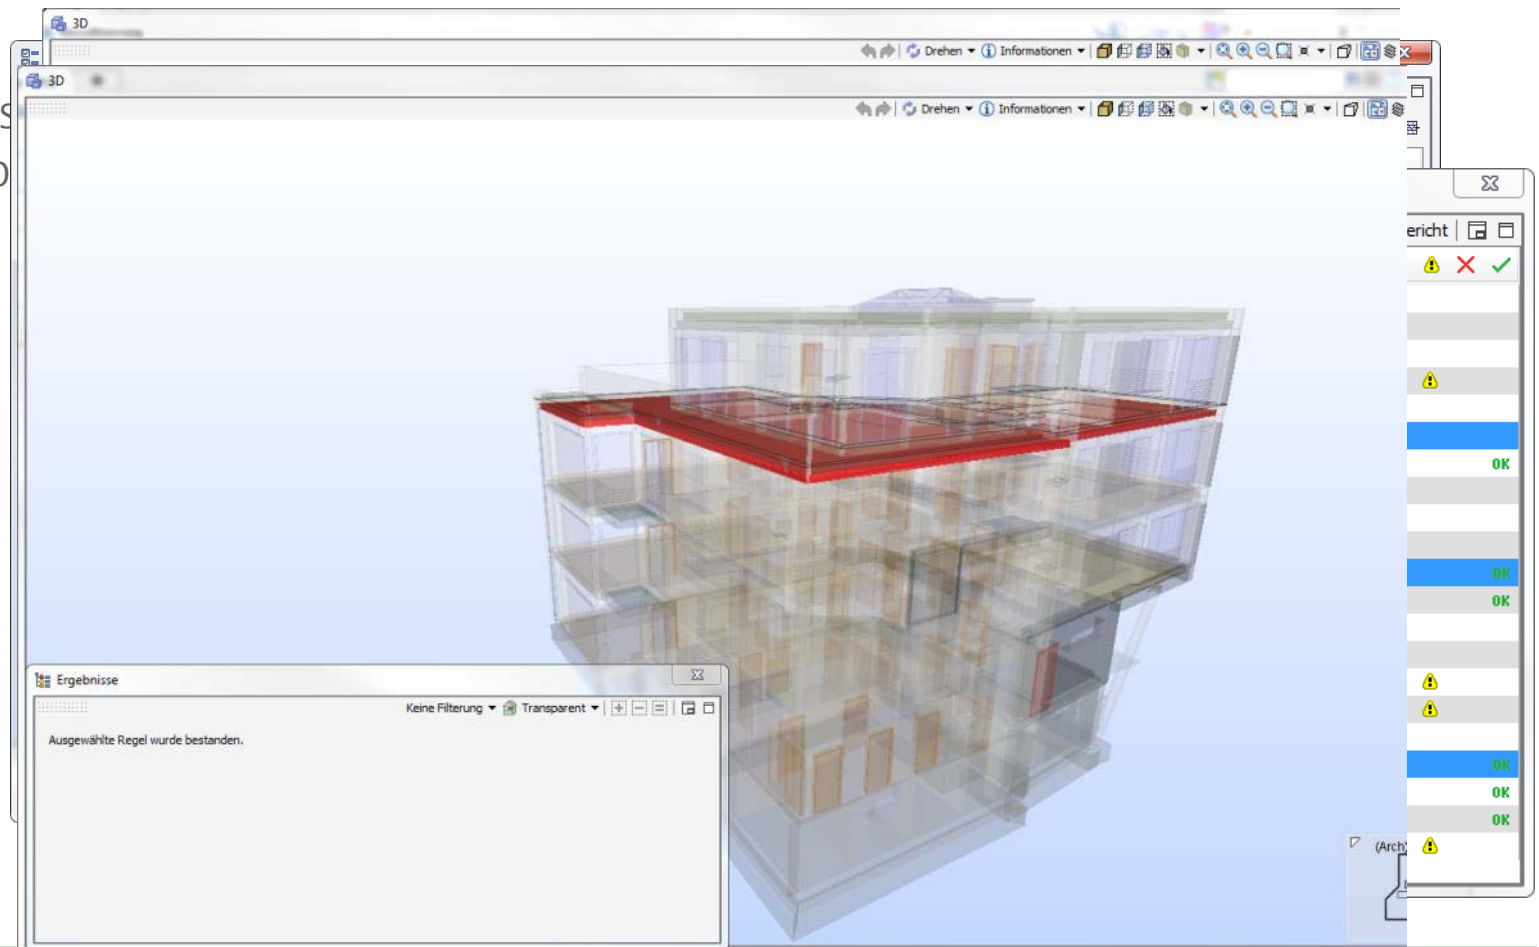 3D
Drehen
Informationen
3D
Drehen
Informationen
ericht
OK
OK
OK
Ergebnisse
Keine Filterung
Transparent
Ausgewählte Regel wurde bestanden.
OK
OK
OK
(Arch)